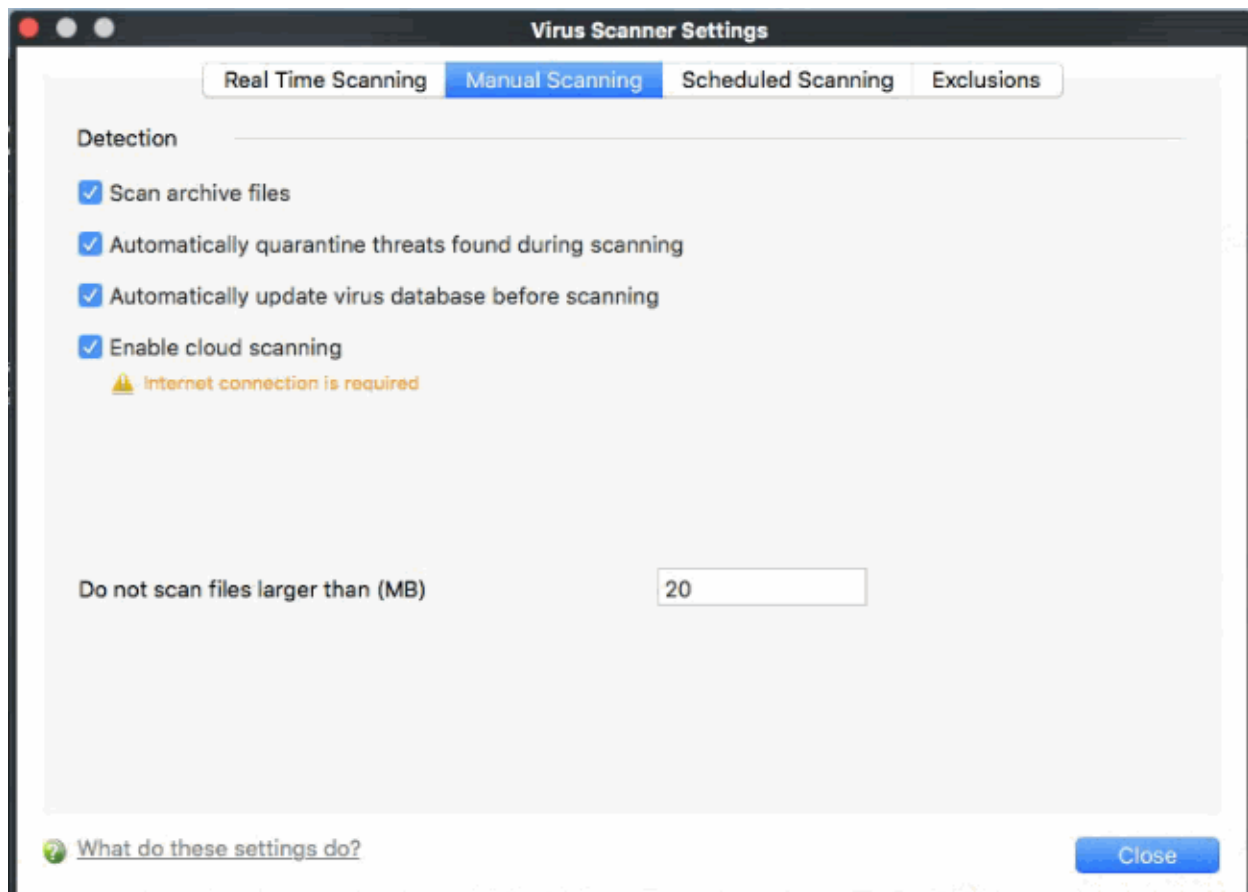 Virus Scanner Settings
Real Time Scanning Manual Scanning Scheduled Scanning Exclusions
Detection
Scan archive files
Automatically quarantine threats found during scanning
Automatically update virus database before scanning
Enable cloud scanning
Internet connection is required
Do not scan files larger than (MB) 20
What do these settings do?
Close